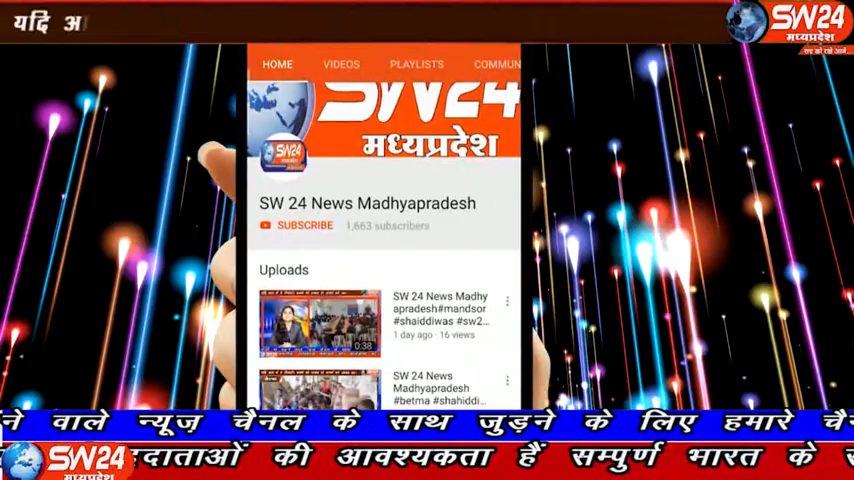 यदि
SW24
मध्यप्रदेश
HOME VIDEOS PLAYLISTS COMMUN
SW24
मध्यप्रदेश
SW24
SW 24 News Madhyapradesh
SUBSCRIBE 1,663 subscribers
Uploads
SW 24 News Madhy
apradesh#mandsor
#shaiddiwas #sw2...
1 day ago · 16 views
0:38
SW 24 News
Madhyapradesh
#betma #shahiddi...
वाले न्यूज़ चैनल के साथ जुड़ने के लिए हमारे
की आवश्यकता हैं सम्पुर्ण भारत के
SW24
मध्यप्रदेश